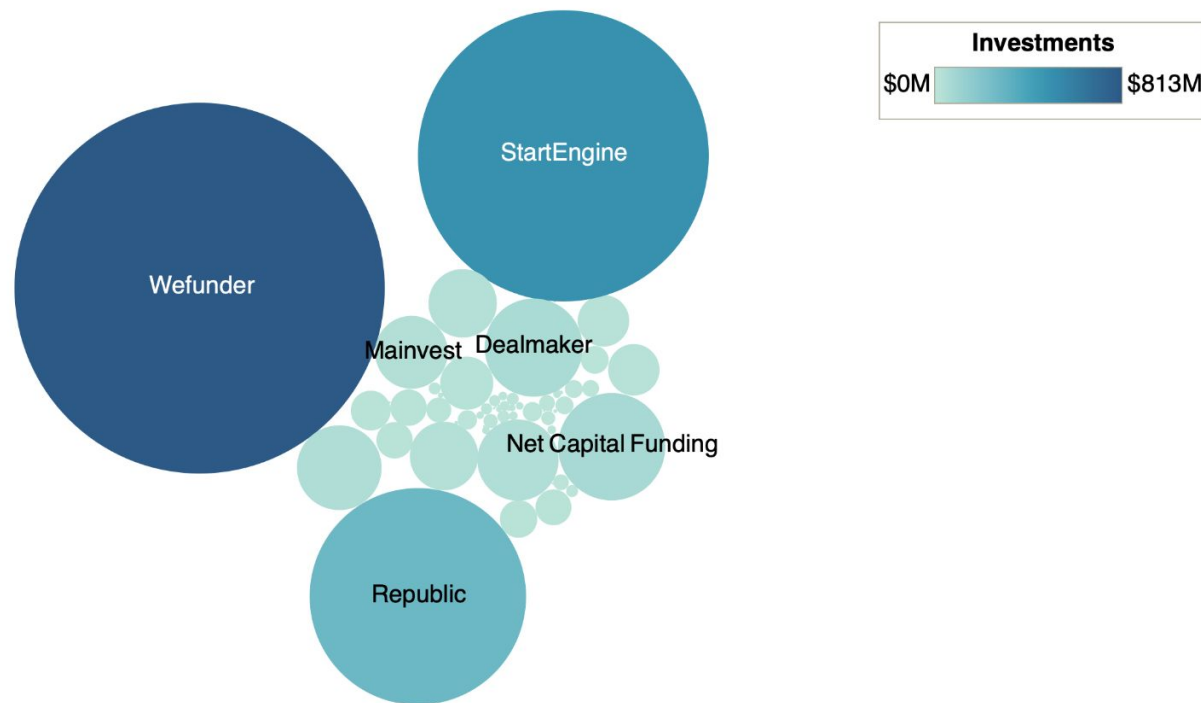 Investments
$0M
$813M
StartEngine
Wefunder
Mainvest
Dealmaker
Net Capital Funding
Republic